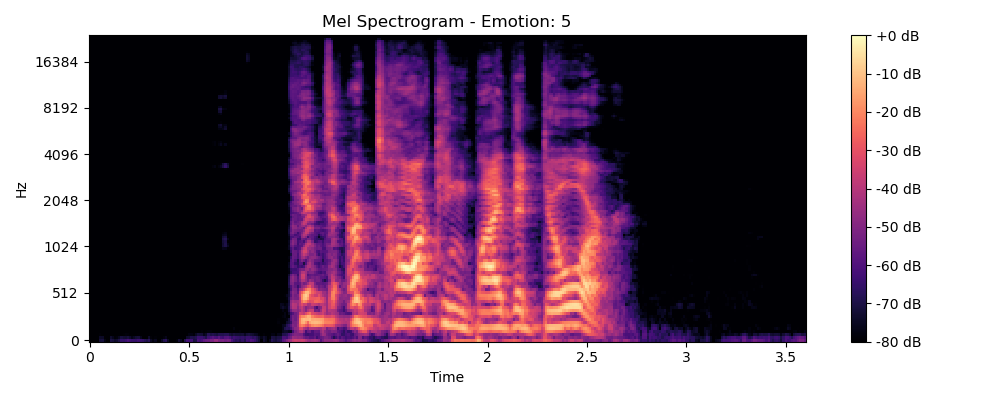 Mel Spectrogram - Emotion: 5
Hz
16384
8192
4096
2048
1024
512
0
0 0.5 1 1.5 2 2.5 3 3.5
Time
+0 dB
-10 dB
-20 dB
-30 dB
-40 dB
-50 dB
-60 dB
-70 dB
-80 dB